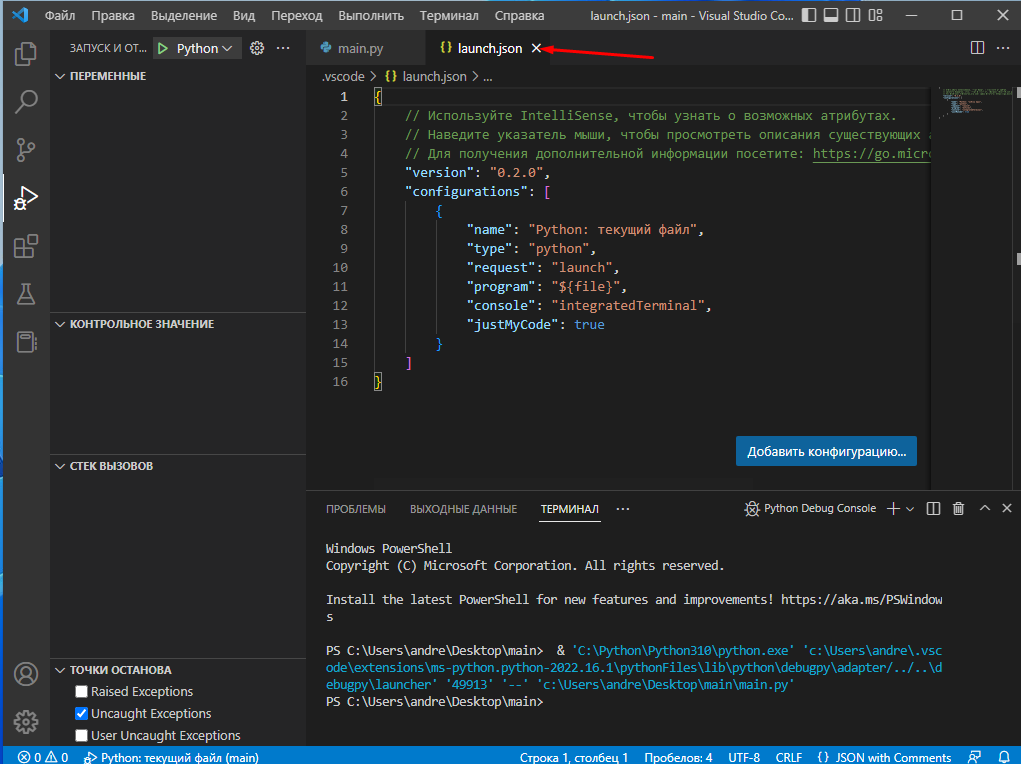 Файл Правка Выделение Вид Переход Выполнить Терминал Справка launch.json - main - Visual Studio Co...
ЗАПУСК И ОТ... Python
main.py
launch.json
ПЕРЕМЕННЫЕ
.vscode > {} launch.json > ...
1 {
2 // Используйте IntelliSense, чтобы узнать о возможных атрибутах.
3 // Наведите указатель мыши, чтобы просмотреть описания существующих
4 // Для получения дополнительной информации посетите: https://go.micro
5 "version": "0.2.0",
6 "configurations": [
7 {
8 "name": "Python: текущий файл",
9 "type": "python",
10 "request": "launch",
11 "program": "${file}",
12 "console": "integratedTerminal",
13 "justMyCode": true
14 }
15 ]
16 }
Добавить конфигурацию...
КОНТРОЛЬНОЕ ЗНАЧЕНИЕ
СТЕК ВЫЗОВОВ
ТОЧКИ ОСТАНОВА
Raised Exceptions
Uncaught Exceptions
User Uncaught Exceptions
ПРОБЛЕМЫ ВЫХОДНЫЕ ДАННЫЕ ТЕРМИНАЛ ... Python Debug Console
Windows PowerShell
Copyright (C) Microsoft Corporation. All rights reserved.
Install the latest PowerShell for new features and improvements! https://aka.ms/PSWindow
s
PS C:\Users\andre\Desktop\main> & 'C:\Python\Python310\python.exe' 'c:\Users\andre\.vsc
ode\extensions\ms-python.python-2022.16.1\pythonFiles\lib\python\debugpy\adapter/../..\d
ebugpy\launcher' '49913' '--' 'c:\Users\andre\Desktop\main\main.py'
PS C:\Users\andre\Desktop\main>
0 0 Python: текущий файл (main) Строка 1, столбец 1 Пробелов: 4 UTF-8 CRLF {} JSON with Comments